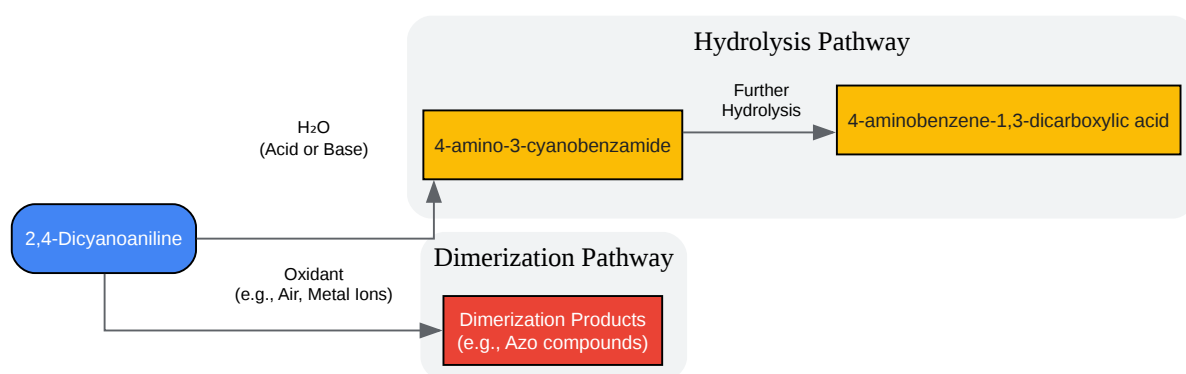 Hydrolysis Pathway
Further
Hydrolysis
4-aminobenzene-1,3-dicarboxylic acid
H₂O
(Acid or Base)
4-amino-3-cyanobenzamide
2,4-Dicyanoaniline
Dimerization Pathway
Oxidant
(e.g., Air, Metal Ions)
Dimerization Products
(e.g., Azo compounds)